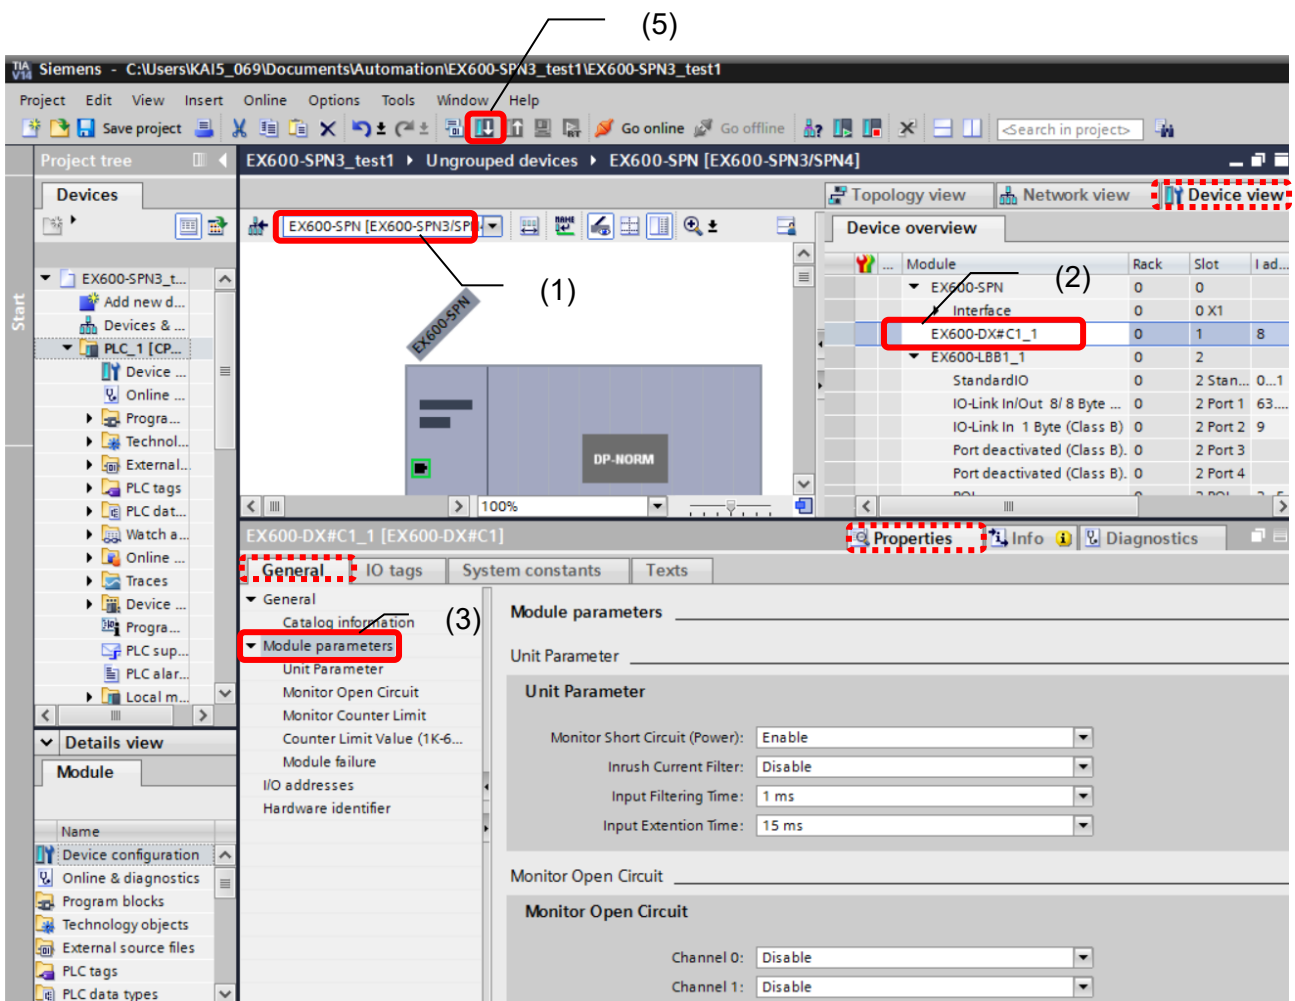 (5)
TIA V14 Siemens - C:\Users\KAI5_069\Documents\Automation\EX600-SPN3_test1\EX600-SPN3_test1
Project Edit View Insert Online Options Tools Window Help
Save project Go online Go offline <Search in project>
Project tree
EX600-SPN3_test1 ▸ Ungrouped devices ▸ EX600-SPN [EX600-SPN3/SPN4]
Topology view Network view Device view
Devices
EX600-SPN [EX600-SPN3/SP
(1)
EX600-SPN
DP-NORM
100%
Start
EX600-SPN3_t...
Add new d...
Devices & ...
PLC_1 [CP...
Device ...
Online ...
Progra...
Technol...
External...
PLC tags
PLC dat...
Watch a...
Online ...
Traces
Device ...
Progra...
PLC sup...
PLC alar...
Local m...
Device overview
... Module Rack Slot I ad...
(2)
EX600-SPN 0 0
Interface 0 0 X1
EX600-DX#C1_1 0 1 8
EX600-LBB1_1 0 2
StandardIO 0 2 Stan... 0...1
IO-Link In/Out 8/ 8 Byte ... 0 2 Port 1 63....
IO-Link In 1 Byte (Class B) 0 2 Port 2 9
Port deactivated (Class B). 0 2 Port 3
Port deactivated (Class B). 0 2 Port 4
EX600-DX#C1_1 [EX600-DX#C1]
Properties Info Diagnostics
General IO tags System constants Texts
General
Catalog information
(3)
Module parameters
Unit Parameter
Monitor Open Circuit
Monitor Counter Limit
Counter Limit Value (1K-6...
Module failure
I/O addresses
Hardware identifier
Module parameters
Unit Parameter
Unit Parameter
Monitor Short Circuit (Power): Enable
Inrush Current Filter: Disable
Input Filtering Time: 1 ms
Input Extention Time: 15 ms
Monitor Open Circuit
Monitor Open Circuit
Channel 0: Disable
Channel 1: Disable
Details view
Module
Name
Device configuration
Online & diagnostics
Program blocks
Technology objects
External source files
PLC tags
PLC data types